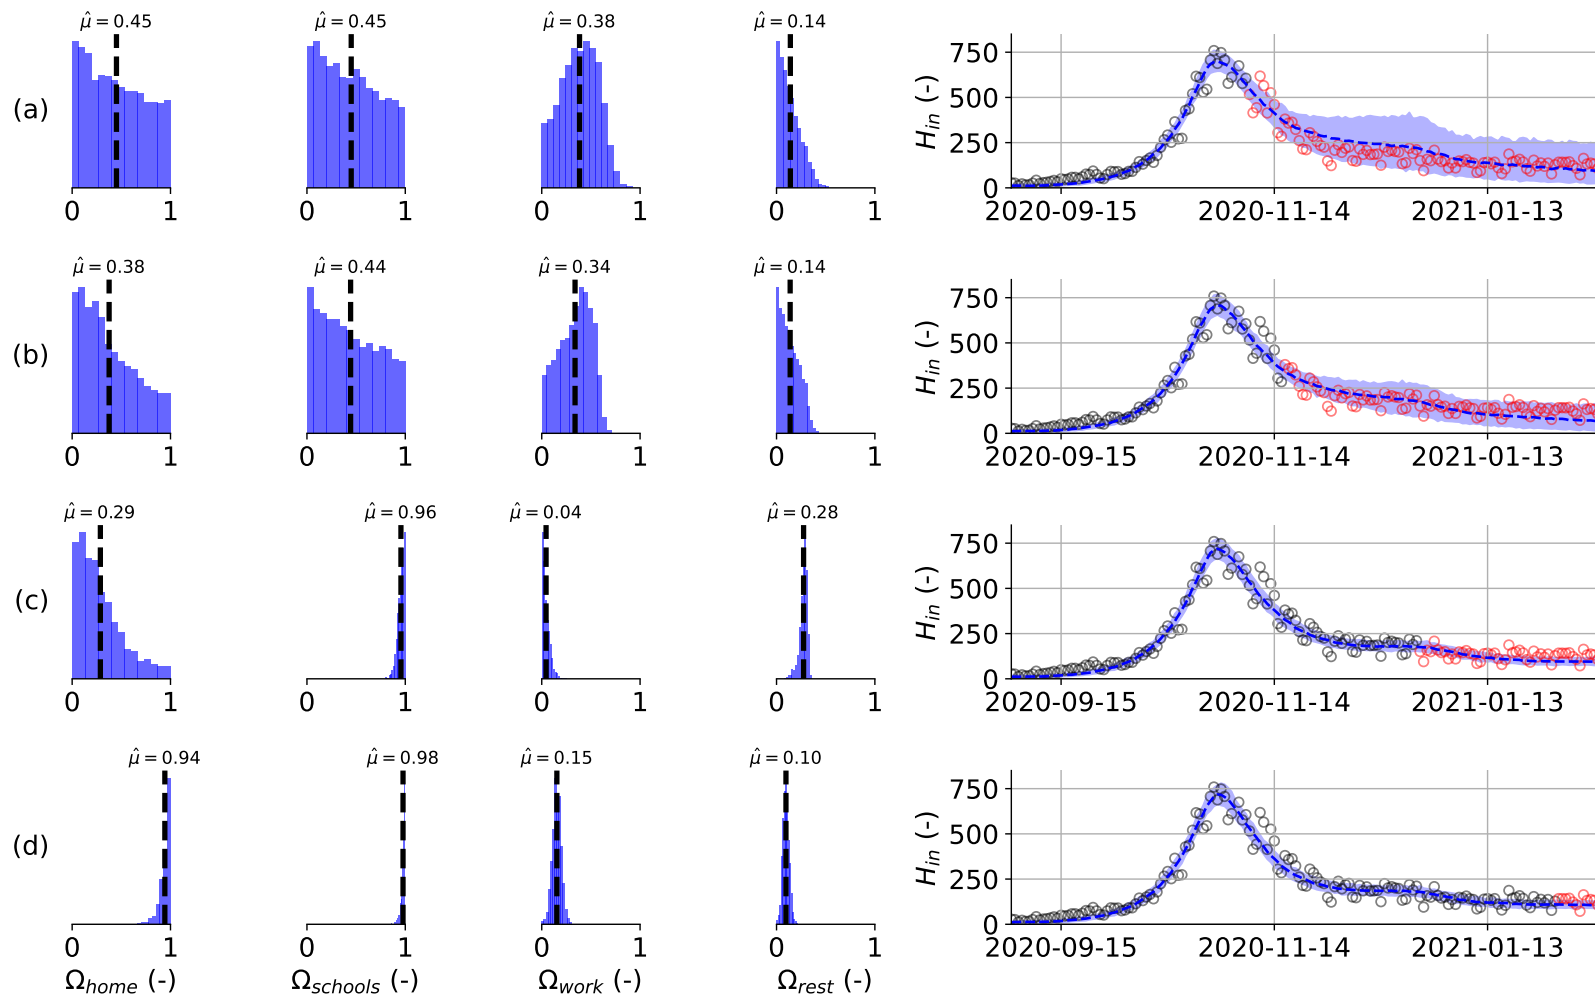 μ̂ = 0.45 μ̂ = 0.45 μ̂ = 0.38 μ̂ = 0.14
(a)
0 1 0 1 0 1 0 1
H_in (-)
750
500
250
0
2020-09-15 2020-11-14 2021-01-13
μ̂ = 0.38 μ̂ = 0.44 μ̂ = 0.34 μ̂ = 0.14
(b)
0 1 0 1 0 1 0 1
H_in (-)
750
500
250
0
2020-09-15 2020-11-14 2021-01-13
μ̂ = 0.29 μ̂ = 0.96 μ̂ = 0.04 μ̂ = 0.28
(c)
0 1 0 1 0 1 0 1
H_in (-)
750
500
250
0
2020-09-15 2020-11-14 2021-01-13
μ̂ = 0.94 μ̂ = 0.98 μ̂ = 0.15 μ̂ = 0.10
(d)
0 1 0 1 0 1 0 1
Ω_home (-) Ω_schools (-) Ω_work (-) Ω_rest (-)
H_in (-)
750
500
250
0
2020-09-15 2020-11-14 2021-01-13